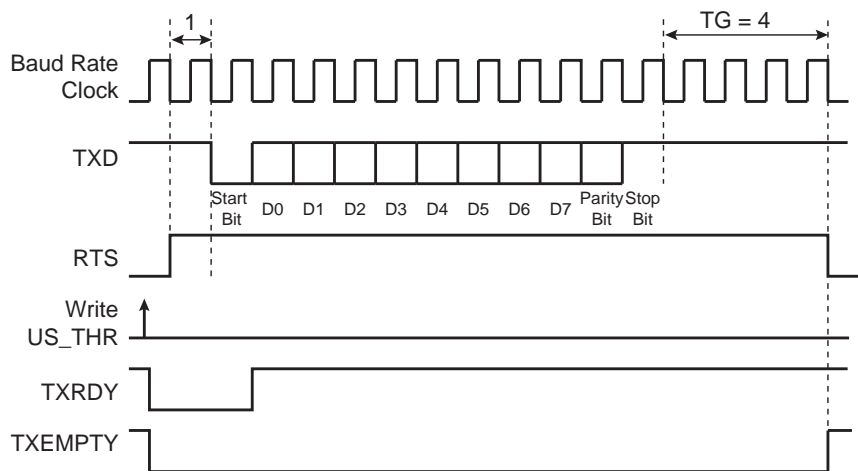 1
TG = 4
Baud Rate
Clock
TXD
Start
Bit
D0
D1
D2
D3
D4
D5
D6
D7
Parity
Bit
Stop
Bit
RTS
Write
US_THR
TXRDY
TXEMPTY